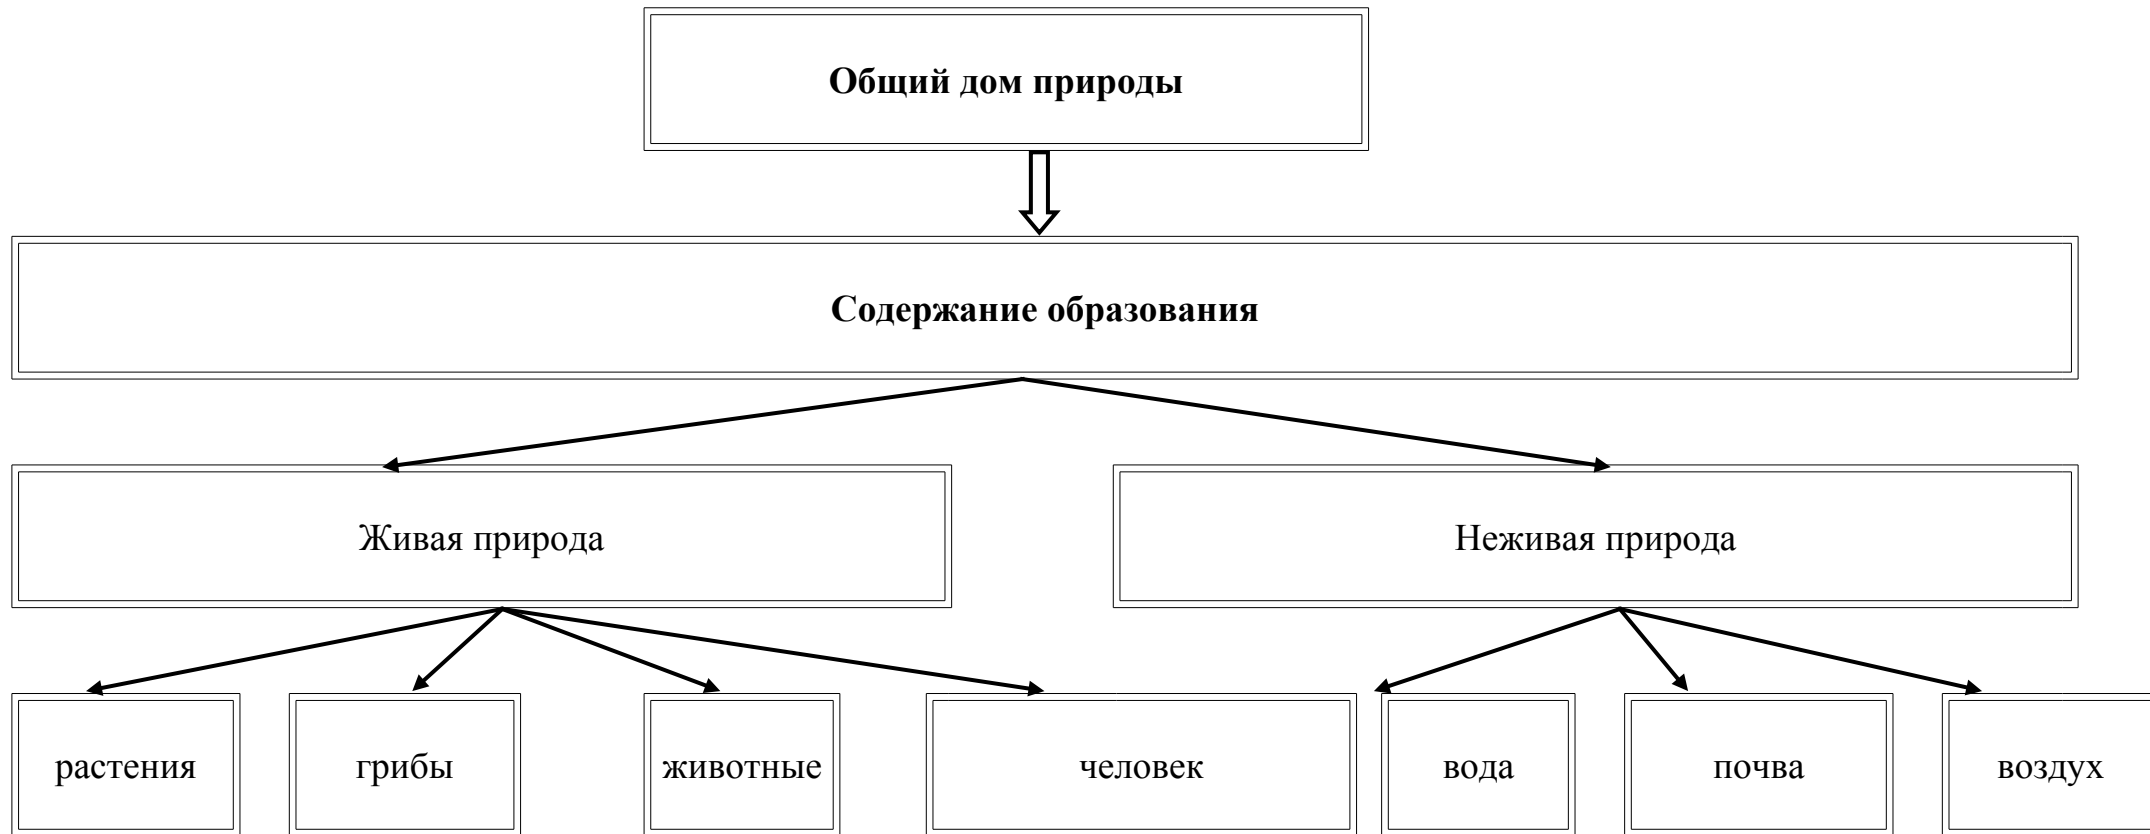 Общий дом природы
Содержание образования
Живая природа
Неживая природа
растения
грибы
животные
человек
вода
почва
воздух